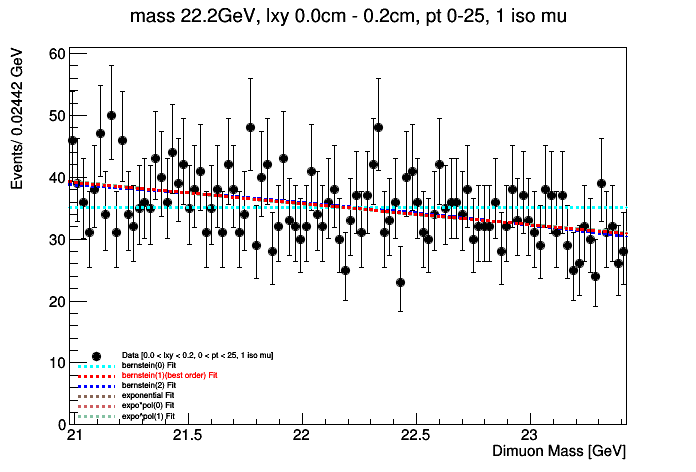 mass 22.2GeV, lxy 0.0cm - 0.2cm, pt 0-25, 1 iso mu
Events/ 0.02442 GeV
60
50
40
30
20
10
0
Data [0.0 < lxy < 0.2, 0 < pt < 25, 1 iso mu]
bernstein(0) Fit
bernstein(1)(best order) Fit
bernstein(2) Fit
exponential Fit
expo*pol(0) Fit
expo*pol(1) Fit
21 21.5 22 22.5 23
Dimuon Mass [GeV]